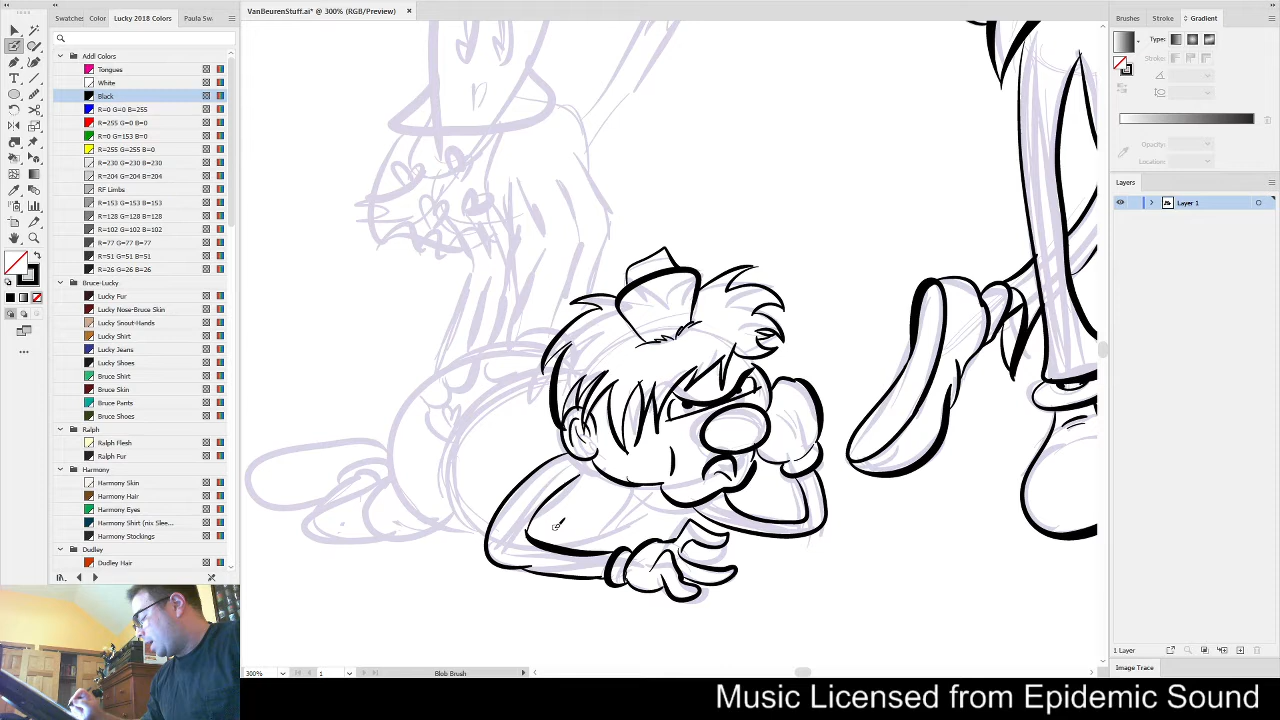 Swatches Color Lucky 2018 Colors Paula Swa
VanBeurenStuff.ai* @ 300% (RGB/Preview) ×
Brushes Stroke Gradient
Type:
Stroke:
Opacity:
Location:
Layers
Layer 1
Addl Colors
Tongues
White
Black
R=0 G=0 B=255
R=255 G=0 B=0
R=0 G=153 B=0
R=255 G=255 B=0
R=230 G=230 B=230
R=204 G=204 B=204
RF Limbs
R=153 G=153 B=153
R=128 G=128 B=128
R=102 G=102 B=102
R=77 G=77 B=77
R=51 G=51 B=51
R=26 G=26 B=26
Bruce-Lucky
Lucky Fur
Lucky Nose-Bruce Skin
Lucky Snout-Hands
Lucky Shirt
Lucky Jeans
Lucky Shoes
Bruce Shirt
Bruce Skin
Bruce Pants
Bruce Shoes
Ralph
Ralph Flesh
Ralph Fur
Harmony
Harmony Skin
Harmony Hair
Harmony Eyes
Harmony Shirt (nix Slee...
Harmony Stockings
Dudley
Dudley Hair
300% 1 Blob Brush
1 Layer
Image Trace
Music Licensed from Epidemic Sound